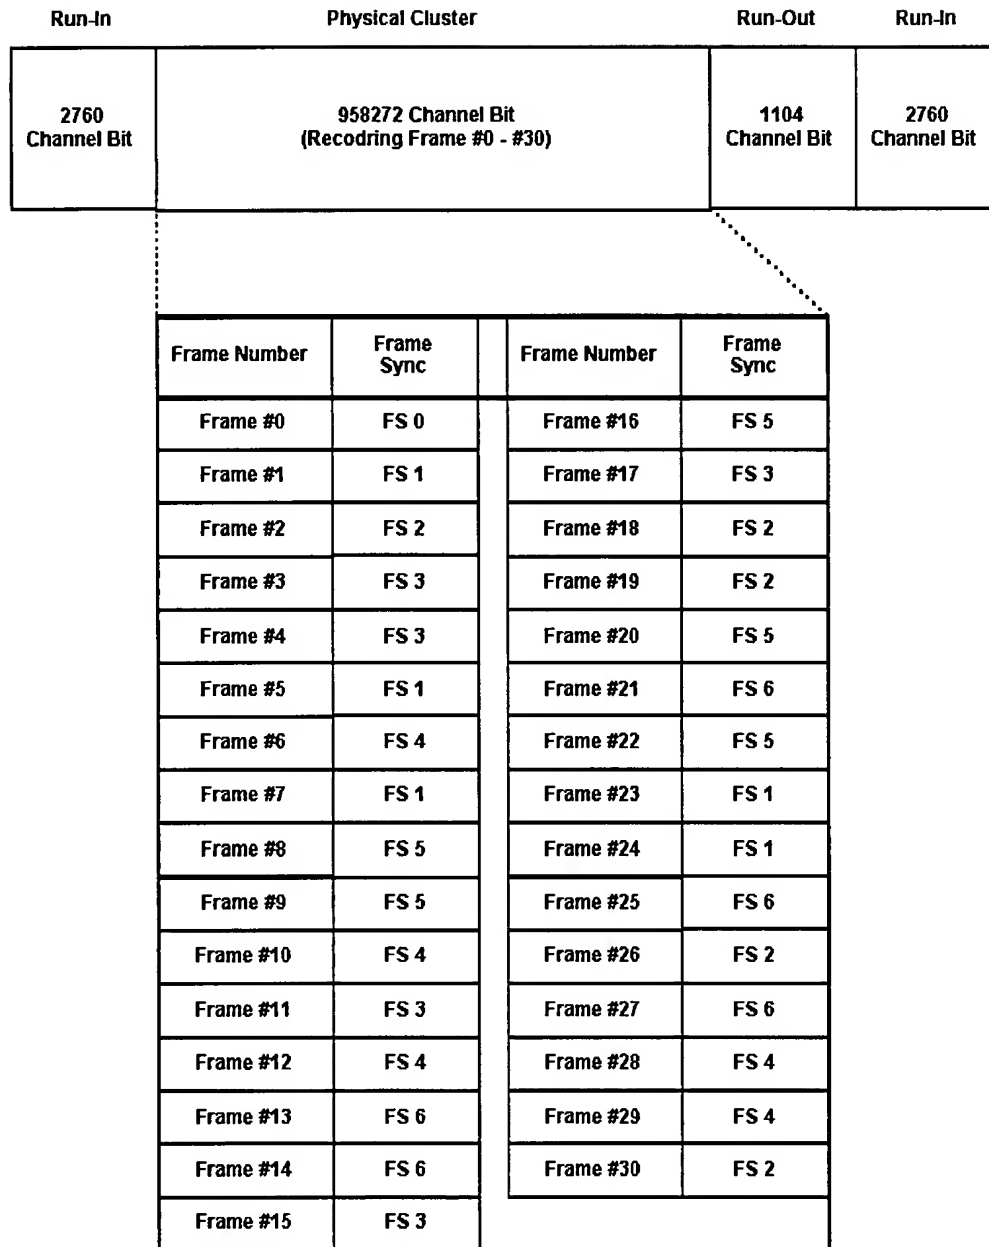 Run-In Physical Cluster Run-Out Run-In
2760 Channel Bit
958272 Channel Bit
(Recodring Frame #0 - #30)
1104 Channel Bit
2760 Channel Bit
Frame Number Frame Sync Frame Number Frame Sync
Frame #0 FS 0 Frame #16 FS 5
Frame #1 FS 1 Frame #17 FS 3
Frame #2 FS 2 Frame #18 FS 2
Frame #3 FS 3 Frame #19 FS 2
Frame #4 FS 3 Frame #20 FS 5
Frame #5 FS 1 Frame #21 FS 6
Frame #6 FS 4 Frame #22 FS 5
Frame #7 FS 1 Frame #23 FS 1
Frame #8 FS 5 Frame #24 FS 1
Frame #9 FS 5 Frame #25 FS 6
Frame #10 FS 4 Frame #26 FS 2
Frame #11 FS 3 Frame #27 FS 6
Frame #12 FS 4 Frame #28 FS 4
Frame #13 FS 6 Frame #29 FS 4
Frame #14 FS 6 Frame #30 FS 2
Frame #15 FS 3